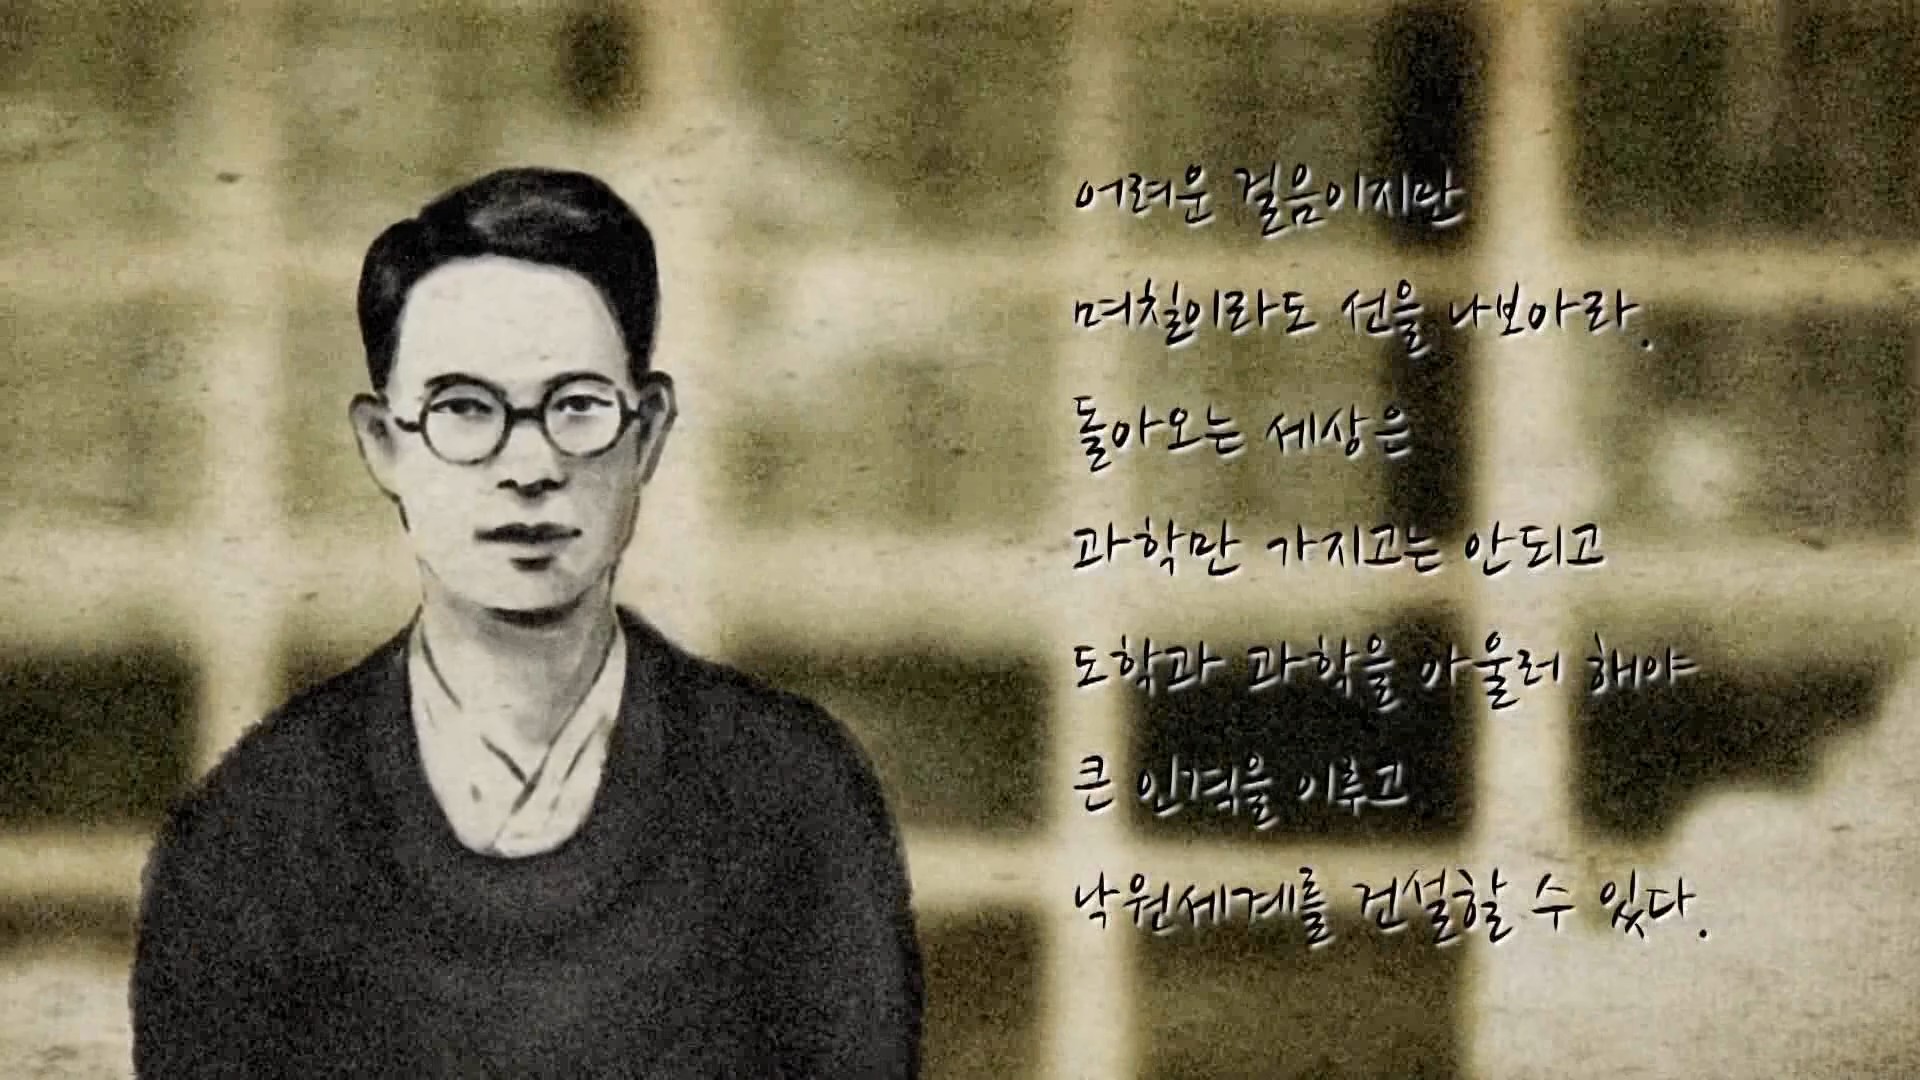 어려운 걸음이지만
며칠이라도 선을 나보아라.
돌아오는 세상은
과학만 가지고는 안되고
도학과 과학을 아울러 해야
큰 인격을 이루고
낙원세계를 건설할 수 있다.